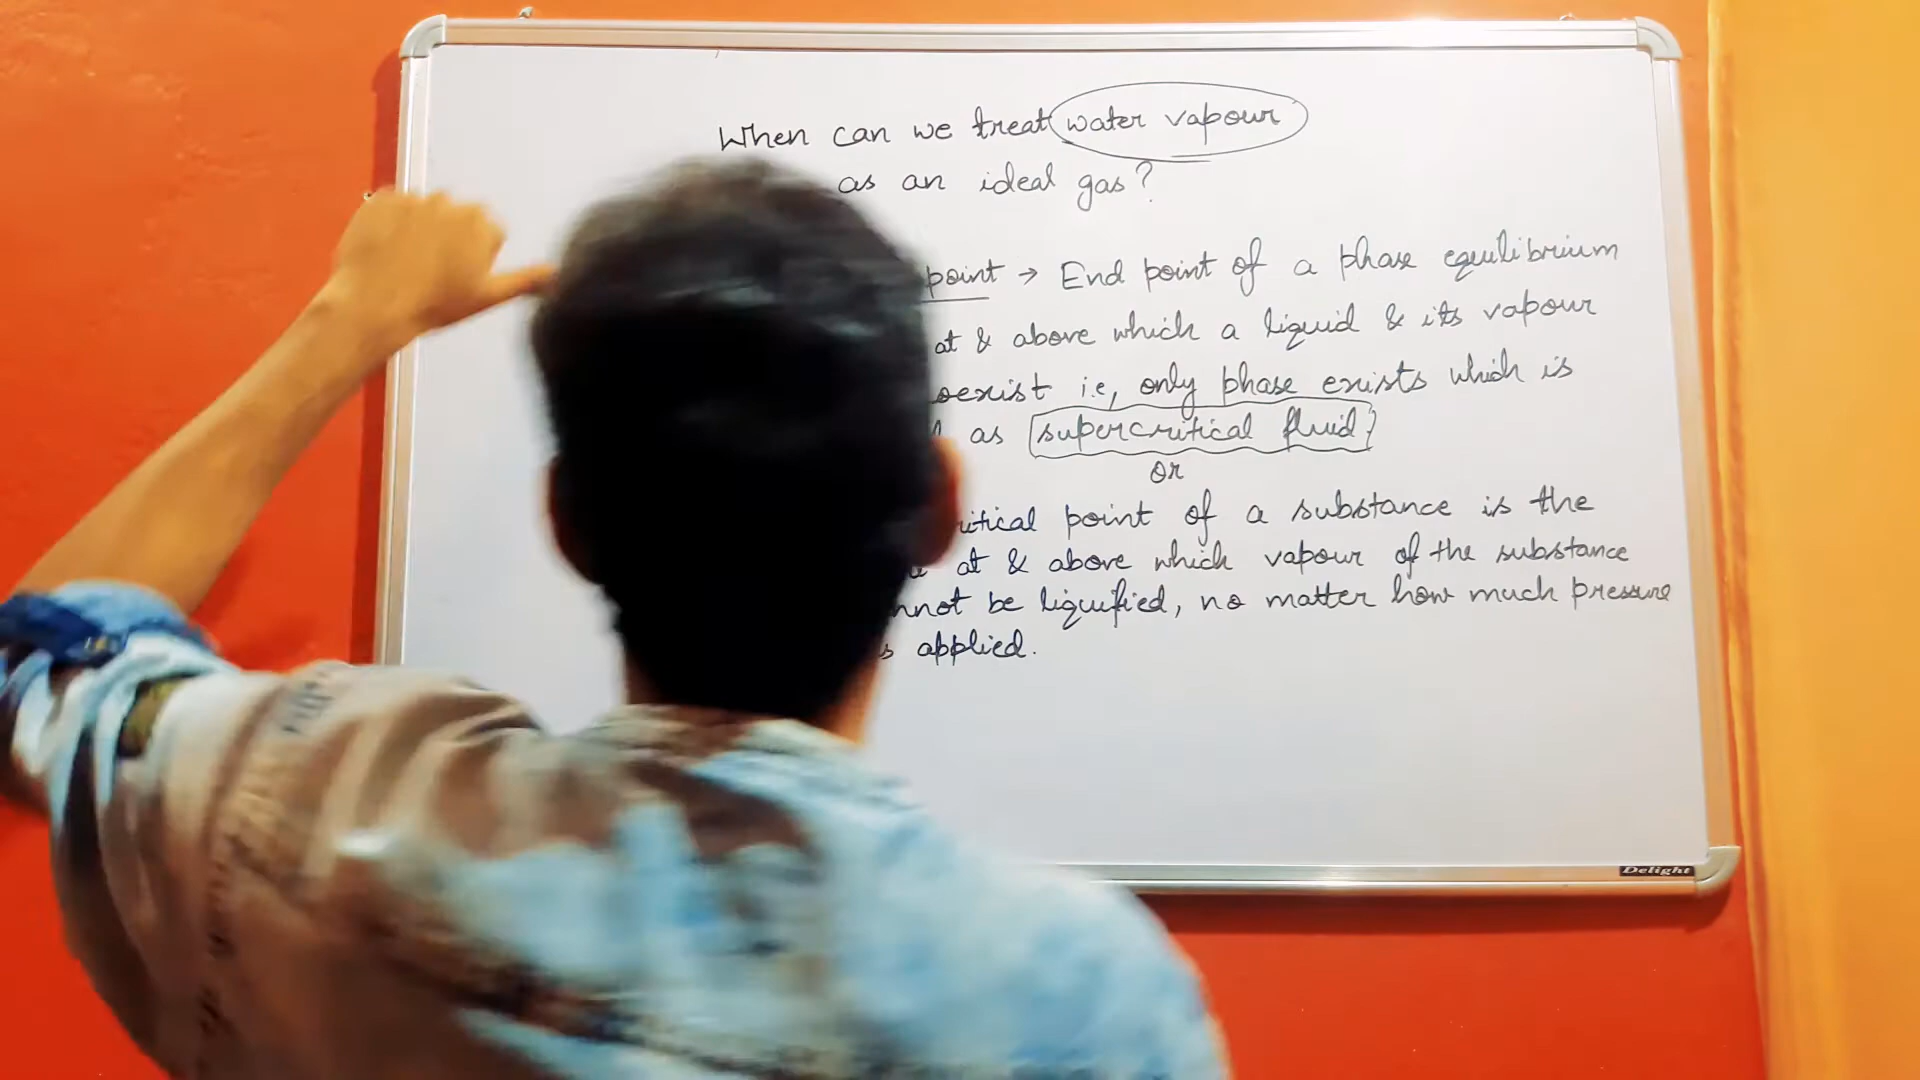 When can we treat water vapour
as an ideal gas?
point → End point of a phase equilibrium
at & above which a liquid & its vapour
oexist i.e, only phase exists which is
as supercritical fluid
or
itical point of a substance is the
at & above which vapour of the substance
nnot be liquified, no matter how much pressure
s applied.
Delight